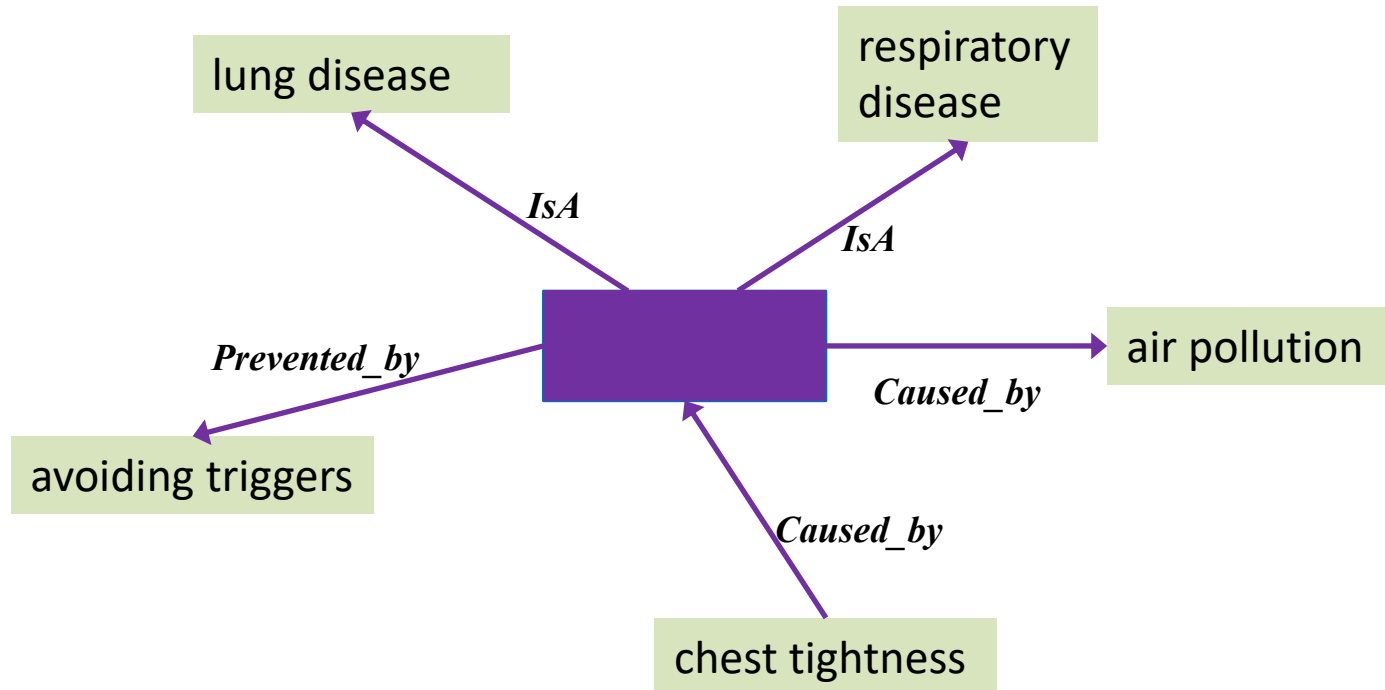 lung disease
respiratory
disease
IsA
IsA
Prevented_by
air pollution
Caused_by
avoiding triggers
Caused_by
chest tightness